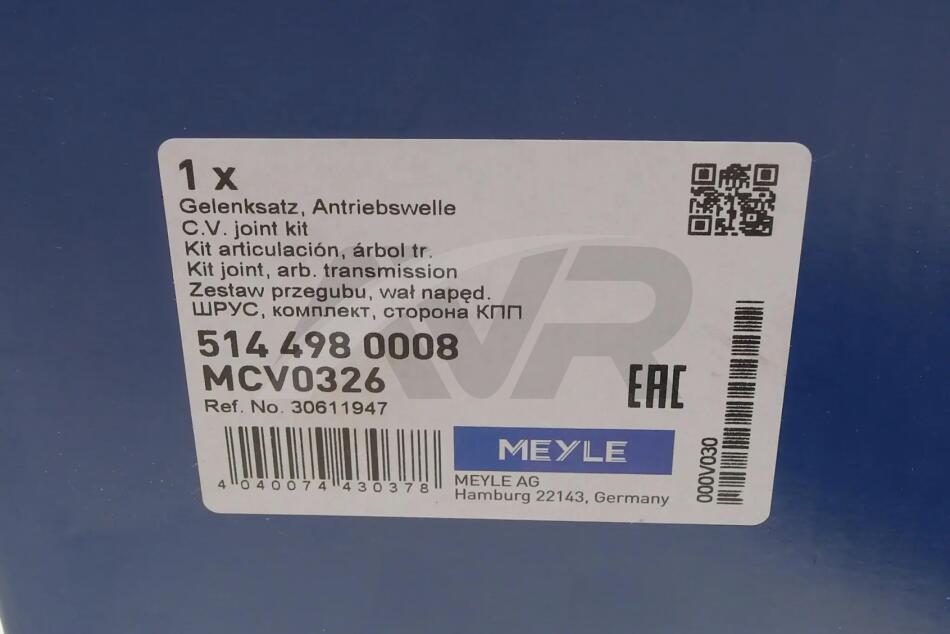 1 x
Gelenksatz, Antriebswelle
C.V. joint kit
Kit articulación, árbol tr.
Kit joint, arb. transmission
Zestaw przegubu, wał napęd.
ШРУС, комплект, сторона КПП
514 498 0008
MCV0326
Ref. No. 30611947
4 040074 430378
EAC
MEYLE
MEYLE AG
Hamburg 22143, Germany
000V030
VR